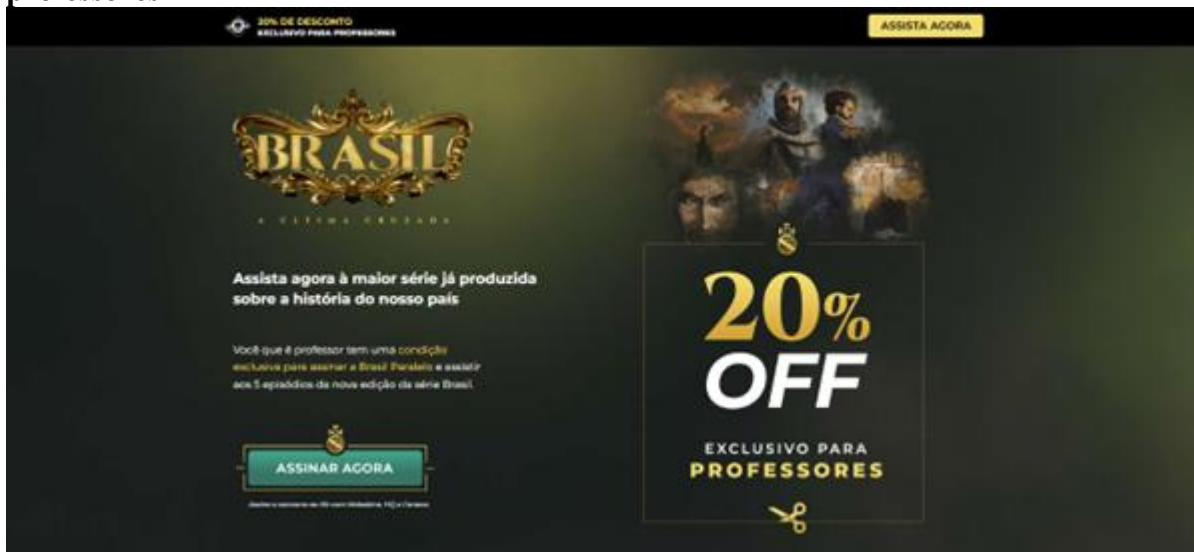 20% DE DESCONTO
EXCLUSIVO PARA PROFESSORES
ASSISTA AGORA
BRASIL
A ÚLTIMA CRUZADA
Assista agora à maior série já produzida
sobre a história do nosso país
Você que é professor tem uma condição
exclusiva para assinar a Brasil Paralelo e assistir
aos 5 episódios da nova edição da série Brasil.
ASSINAR AGORA
20%
OFF
EXCLUSIVO PARA
PROFESSORES